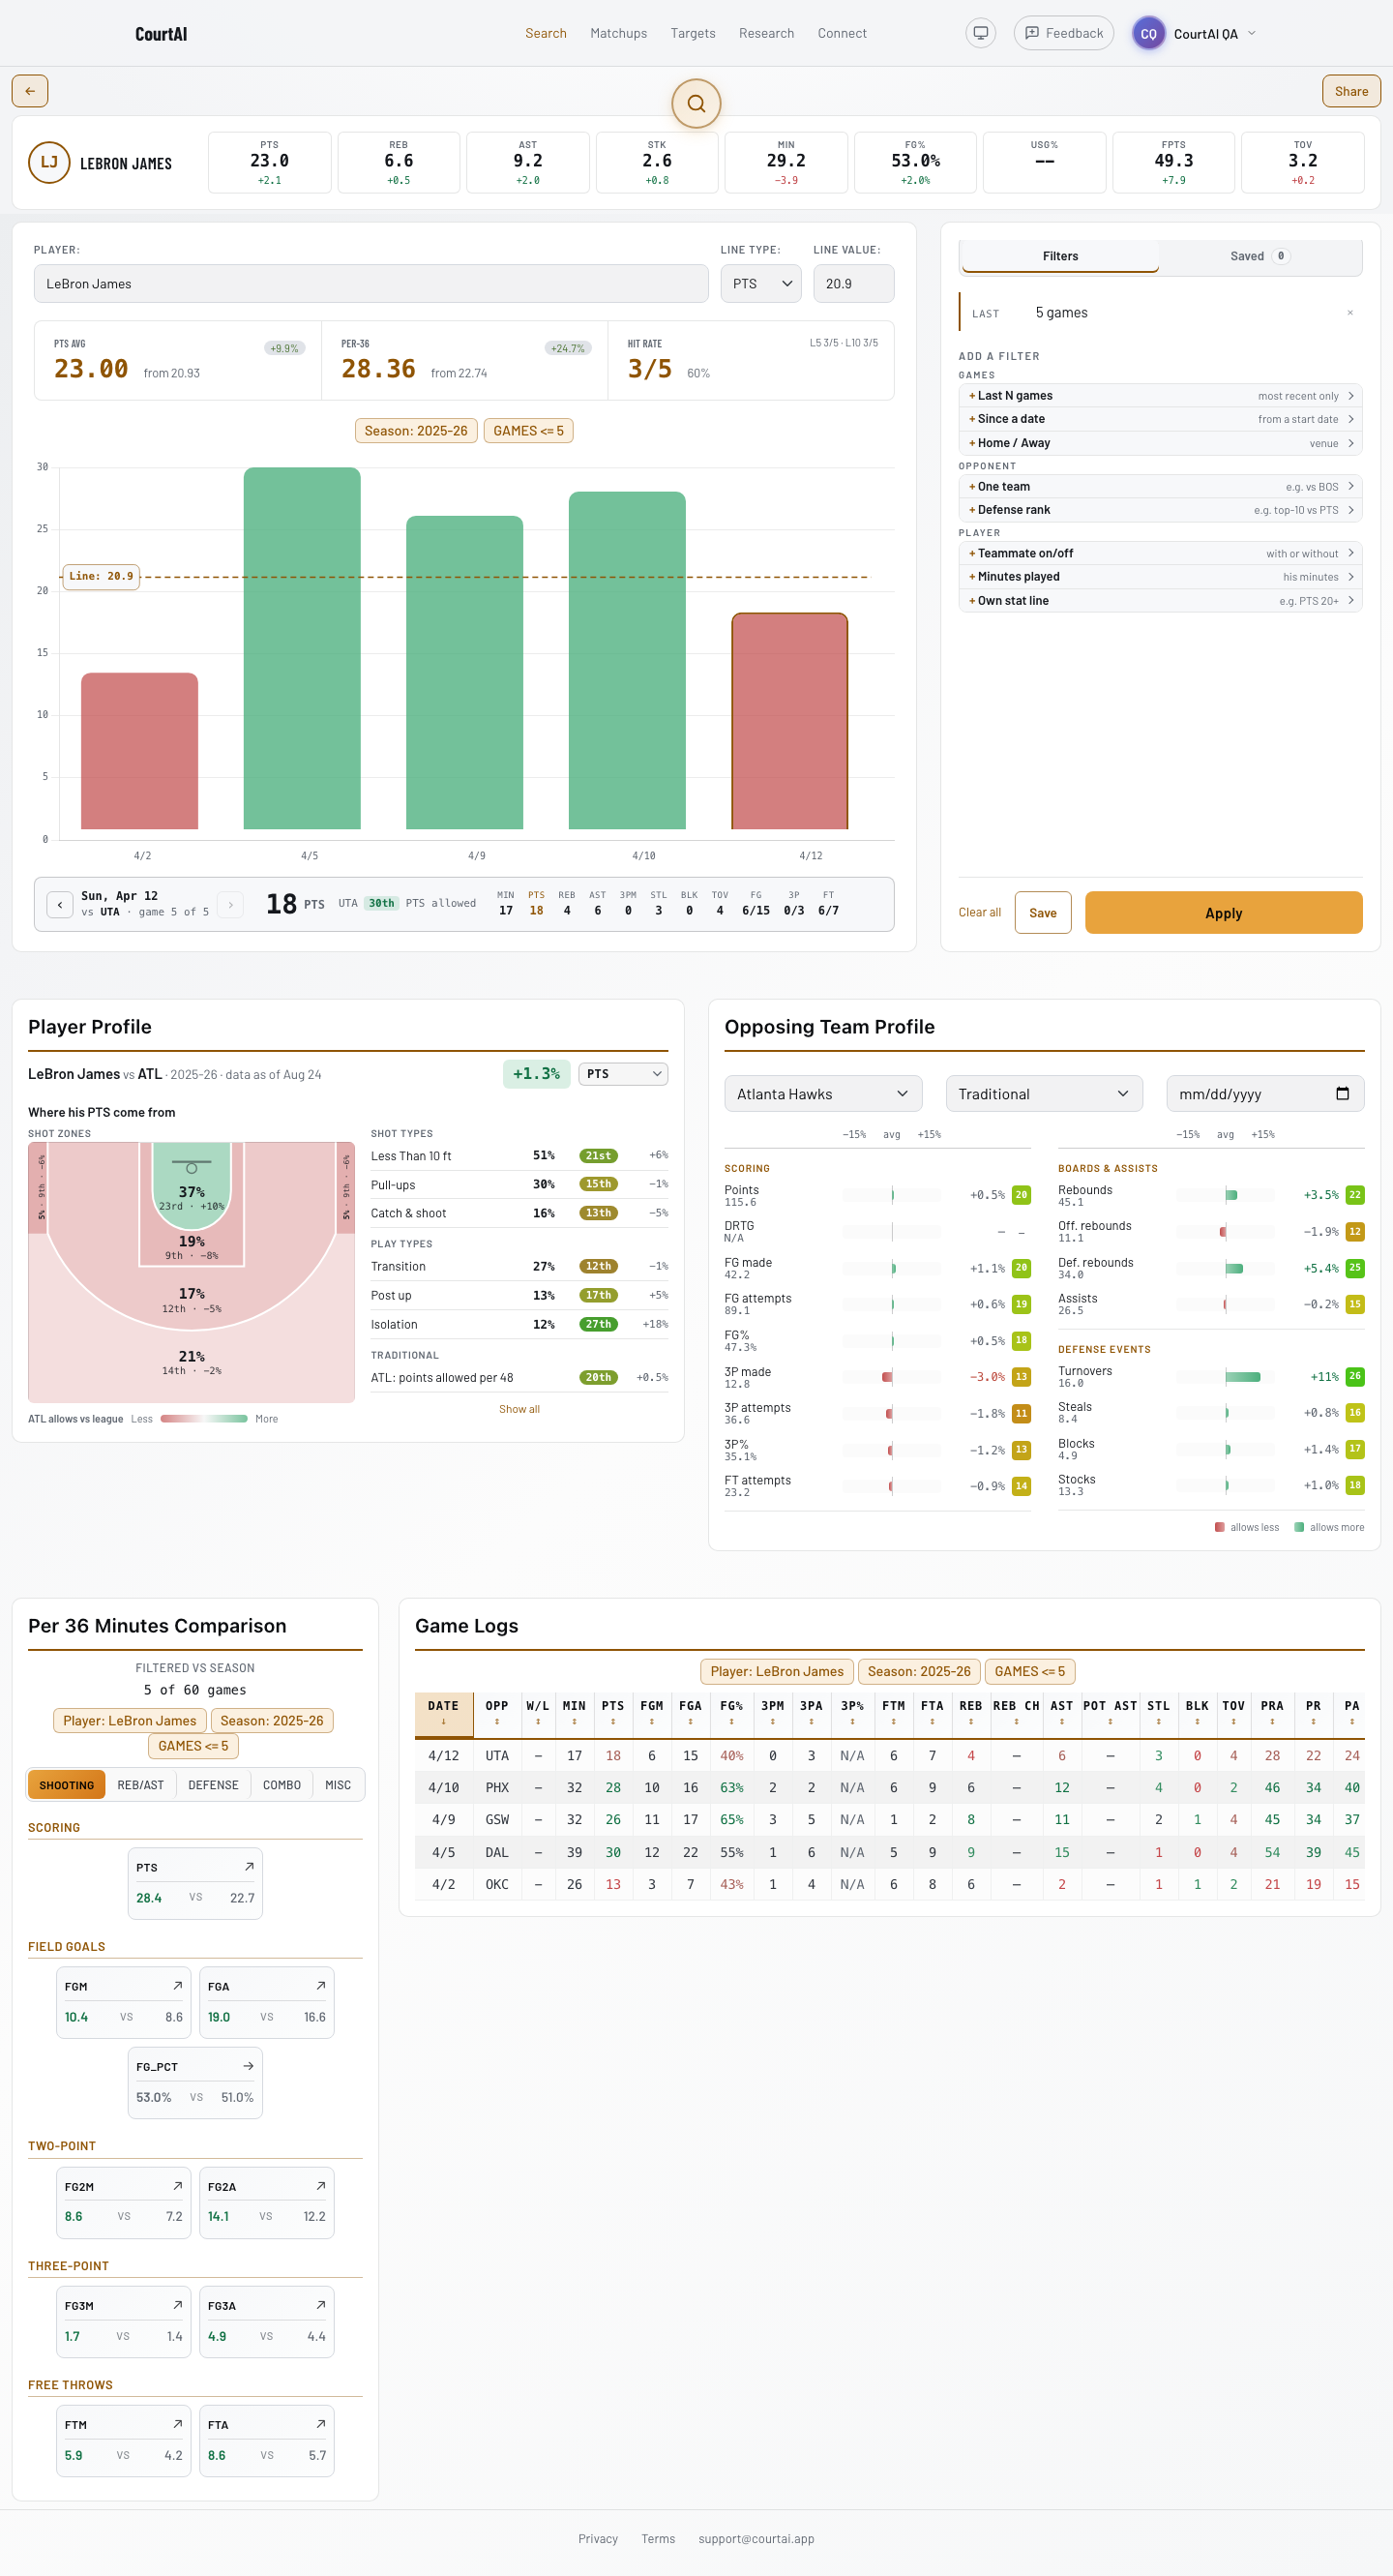 CourtAI
Search Matchups Targets Research Connect
Feedback
CQ CourtAI QA
←
Share
LJ LEBRON JAMES
PTS 23.0 +2.1
REB 6.6 +0.5
AST 9.2 +2.0
STK 2.6 +0.8
MIN 29.2 −3.9
FG% 53.0% +2.0%
USG% ––
FPTS 49.3 +7.9
TOV 3.2 +0.2
PLAYER: LINE TYPE: LINE VALUE:
LeBron James PTS 20.9
PTS AVG +9.9%
23.00 from 20.93
PER-36 +24.7%
28.36 from 22.74
HIT RATE L5 3/5 · L10 3/5
3/5 60%
Season: 2025-26 GAMES <= 5
30
25
Line: 20.9
20
15
10
5
0
4/2 4/5 4/9 4/10 4/12
‹ Sun, Apr 12 ›
vs UTA · game 5 of 5
18 PTS UTA 30th PTS allowed
MIN PTS REB AST 3PM STL BLK TOV FG 3P FT
17 18 4 6 0 3 0 4 6/15 0/3 6/7
Filters Saved 0
LAST 5 games ×
ADD A FILTER
GAMES
+ Last N games most recent only
+ Since a date from a start date
+ Home / Away venue
OPPONENT
+ One team e.g. vs BOS
+ Defense rank e.g. top-10 vs PTS
PLAYER
+ Teammate on/off with or without
+ Minutes played his minutes
+ Own stat line e.g. PTS 20+
Clear all Save Apply
Player Profile
LeBron James vs ATL · 2025-26 · data as of Aug 24 +1.3% PTS
Where his PTS come from
SHOT ZONES
5% · 9th · −6%
37%
23rd · +10%
5% · 9th · −6%
19%
9th · −8%
17%
12th · −5%
21%
14th · −2%
ATL allows vs league Less More
SHOT TYPES
Less Than 10 ft 51% 21st +6%
Pull-ups 30% 15th −1%
Catch & shoot 16% 13th −5%
PLAY TYPES
Transition 27% 12th −1%
Post up 13% 17th +5%
Isolation 12% 27th +18%
TRADITIONAL
ATL: points allowed per 48 20th +0.5%
Show all
Opposing Team Profile
Atlanta Hawks Traditional mm/dd/yyyy
−15% avg +15%
SCORING
Points +0.5% 20
115.6
DRTG — –
N/A
FG made +1.1% 20
42.2
FG attempts +0.6% 19
89.1
FG% +0.5% 18
47.3%
3P made −3.0% 13
12.8
3P attempts −1.8% 11
36.6
3P% −1.2% 13
35.1%
FT attempts −0.9% 14
23.2
−15% avg +15%
BOARDS & ASSISTS
Rebounds +3.5% 22
45.1
Off. rebounds −1.9% 12
11.1
Def. rebounds +5.4% 25
34.0
Assists −0.2% 15
26.5
DEFENSE EVENTS
Turnovers +11% 26
16.0
Steals +0.8% 16
8.4
Blocks +1.4% 17
4.9
Stocks +1.0% 18
13.3
allows less allows more
Per 36 Minutes Comparison
FILTERED VS SEASON
5 of 60 games
Player: LeBron James Season: 2025-26
GAMES <= 5
SHOOTING REB/AST DEFENSE COMBO MISC
SCORING
PTS ↗
28.4 VS 22.7
FIELD GOALS
FGM ↗ FGA ↗
10.4 VS 8.6 19.0 VS 16.6
FG_PCT →
53.0% VS 51.0%
TWO-POINT
FG2M ↗ FG2A ↗
8.6 VS 7.2 14.1 VS 12.2
THREE-POINT
FG3M ↗ FG3A ↗
1.7 VS 1.4 4.9 VS 4.4
FREE THROWS
FTM ↗ FTA ↗
5.9 VS 4.2 8.6 VS 5.7
Game Logs
Player: LeBron James Season: 2025-26 GAMES <= 5
DATE OPP W/L MIN PTS FGM FGA FG% 3PM 3PA 3P% FTM FTA REB REB CH AST POT AST STL BLK TOV PRA PR PA
↓ ↕ ↕ ↕ ↕ ↕ ↕ ↕ ↕ ↕ ↕ ↕ ↕ ↕ ↕ ↕ ↕ ↕ ↕ ↕ ↕ ↕ ↕
4/12 UTA – 17 18 6 15 40% 0 3 N/A 6 7 4 – 6 – 3 0 4 28 22 24
4/10 PHX – 32 28 10 16 63% 2 2 N/A 6 9 6 – 12 – 4 0 2 46 34 40
4/9 GSW – 32 26 11 17 65% 3 5 N/A 1 2 8 – 11 – 2 1 4 45 34 37
4/5 DAL – 39 30 12 22 55% 1 6 N/A 5 9 9 – 15 – 1 0 4 54 39 45
4/2 OKC – 26 13 3 7 43% 1 4 N/A 6 8 6 – 2 – 1 1 2 21 19 15
Privacy Terms support@courtai.app